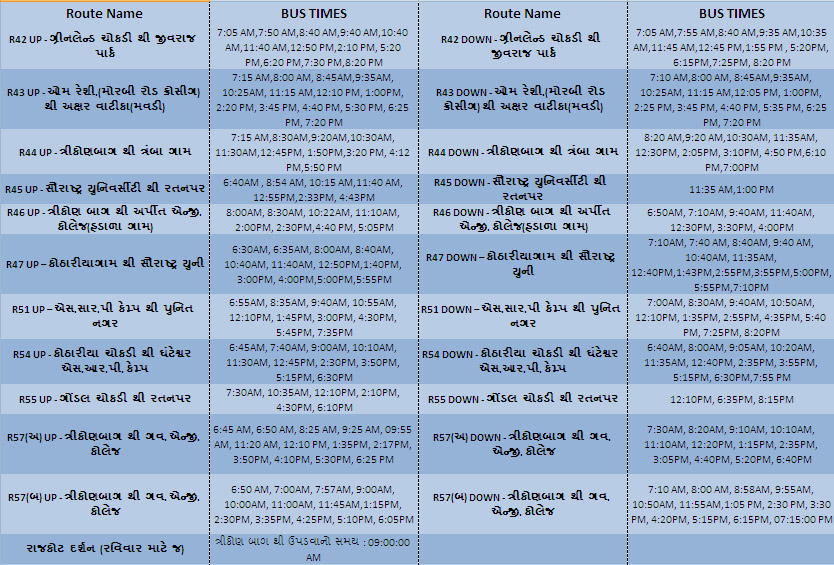 Route Name BUS TIMES Route Name BUS TIMES
R42 UP - ગ્રીનલેન્ડ ચોકડી થી જીવરાજ
પાર્ક
7:05 AM,7:50 AM,8:40 AM,9:40 AM,10:40
AM,11:40 AM,12:50 PM,2:10 PM, 5:20
PM,6:20 PM,7:30 PM,8:20 PM
R42 DOWN - ગ્રીનલેન્ડ ચોકડી થી
જીવરાજ પાર્ક
7:05 AM,7:55 AM,8:40 AM,9:35 AM,10:35
AM,11:45 AM,12:45 PM,1:55 PM , 5:20PM,
6:15PM,7:25PM, 8:20 PM
R43 UP - ઓમ રેસી,(મોરબી રોડ ક્રોસીગ)
થી અક્ષર વાટીકા(મવડી)
7:15 AM,8:00 AM, 8:45AM,9:35AM,
10:25AM, 11:15 AM,12:10 PM, 1:00PM,
2:20 PM, 3:45 PM, 4:40 PM, 5:30 PM, 6:25
PM, 7:20 PM
R43 DOWN - ઓમ રેસી,(મોરબી રોડ
ક્રોસીગ) થી અક્ષર વાટીકા(મવડી)
7:10 AM,8:00 AM, 8:45AM,9:35AM,
10:25AM, 11:15 AM,12:05 PM, 1:00PM,
2:25 PM, 3:45 PM, 4:40 PM, 5:35 PM, 6:25
PM, 7:20 PM
R44 UP - ત્રીકોણબાગ થી ત્રંબા ગામ
7:15 AM,8:30AM,9:20AM,10:30AM,
11:30AM,12:45PM, 1:50PM,3:20 PM, 4:12
PM,5:50 PM
R44 DOWN - ત્રીકોણબાગ થી ત્રંબા ગામ
8:20 AM,9:20 AM,10:30AM, 11:35AM,
12:30PM, 2:05PM, 3:10PM, 4:50 PM,6:10
PM,7:00PM
R45 UP - સૌરાષ્ટ્ર યુનિવર્સીટી થી રતનપર
6:40AM , 8:54 AM, 10:15 AM,11:40 AM,
12:55PM,2:33PM, 4:43PM
R45 DOWN - સૌરાષ્ટ્ર યુનિવર્સીટી થી
રતનપર
11:35 AM,1:00 PM
R46 UP - ત્રીકોણ બાગ થી અર્પીત એન્જી,
કોલેજ(હડાળા ગામ)
8:00AM, 8:30AM, 10:22AM, 11:10AM,
2:00PM, 2:30PM, 4:40 PM, 5:05PM
R46 DOWN - ત્રીકોણ બાગ થી અર્પીત
એન્જી, કોલેજ(હડાળા ગામ)
6:50AM, 7:10AM, 9:40AM, 11:40AM,
12:30PM, 3:30PM, 4:00PM
R47 UP – કોઠારીયાગામ થી સૌરાષ્ટ્ર યુની
6:30AM, 6:35AM, 8:00AM, 8:40AM,
10:40AM, 11:40AM, 12:50PM,1:40PM,
3:00PM, 4:00PM,5:00PM,5:55PM
R47 DOWN – કોઠારીયાગામ થી સૌરાષ્ટ્ર
યુની
7:10AM, 7:40 AM, 8:40AM, 9:40 AM,
10:40AM, 11:35AM,
12:40PM,1:43PM,2:55PM,3:55PM,5:00PM,
5:55PM,7:10PM
R51 UP – એસ,સાર,પી કેમ્પ થી પુનિત
નગર
6:55AM, 8:35AM, 9:40AM, 10:55AM,
12:10PM, 1:45PM, 3:00PM, 4:30PM,
5:45PM, 7:35PM
R51 DOWN – એસ,સાર,પી કેમ્પ થી પુનિત
નગર
7:00AM, 8:30AM, 9:40 AM, 10:50AM,
12:10PM, 1:35PM, 2:55PM, 4:35PM, 5:40
PM, 7:25PM, 8:20PM
R54 UP - કોઠારીયા ચોકડી થી ઘંટેશ્વર
એસ.આર.પી. કેમ્પ
6:45AM, 7:40AM, 9:00AM, 10:10AM,
11:30AM, 12:45PM, 2:30PM, 3:50PM,
5:15PM, 6:30PM
R54 DOWN - કોઠારીયા ચોકડી થી ઘંટેશ્વર
એસ.આર.પી. કેમ્પ
6:40AM, 8:00AM, 9:05AM, 10:20AM,
11:35AM, 12:40PM, 2:35PM, 3:55PM,
5:15PM, 6:30PM,7:55 PM
R55 UP - ગોંડલ ચોકડી થી રતનપર
7:30AM, 10:35AM, 12:10PM, 2:10PM,
4:30PM, 6:10PM
R55 DOWN - ગોંડલ ચોકડી થી રતનપર
12:10PM, 6:35PM, 8:15PM
R57(અ) UP - ત્રીકોણબાગ થી ગવ, એન્જી,
કોલેજ
6:45 AM, 6:50 AM, 8:25 AM, 9:25 AM, 09:55
AM, 11:20 AM, 12:10 PM, 1:35PM, 2:17PM,
3:50PM, 4:10PM, 5:30PM, 6:25 PM
R57(અ) DOWN - ત્રીકોણબાગ થી ગવ,
એન્જી, કોલેજ
7:30AM, 8:20AM, 9:10AM, 10:10AM,
11:10AM, 12:20PM, 1:15PM, 2:35PM,
3:05PM, 4:40PM, 5:20PM, 6:40PM
R57(બ) UP - ત્રીકોણબાગ થી ગવ, એન્જી,
કોલેજ
6:50 AM, 7:00AM, 7:57AM, 9:00AM,
10:00AM, 11:00AM, 11:45AM,1:15PM,
2:30PM, 3:35PM, 4:25PM, 5:10PM, 6:05PM
R57(બ) DOWN - ત્રીકોણબાગ થી ગવ,
એન્જી, કોલેજ
7:10 AM, 8:00 AM, 8:58AM, 9:55AM,
10:50AM, 11:55AM,1:05 PM, 2:30 PM, 3:30
PM, 4:20PM, 5:15PM, 6:15PM, 07:15:00 PM
રાજકોટ દર્શન (રવિવાર માટે જ)
ત્રીકોણ બાગ થી ઉપડવાનો સમય : 09:00:00
AM